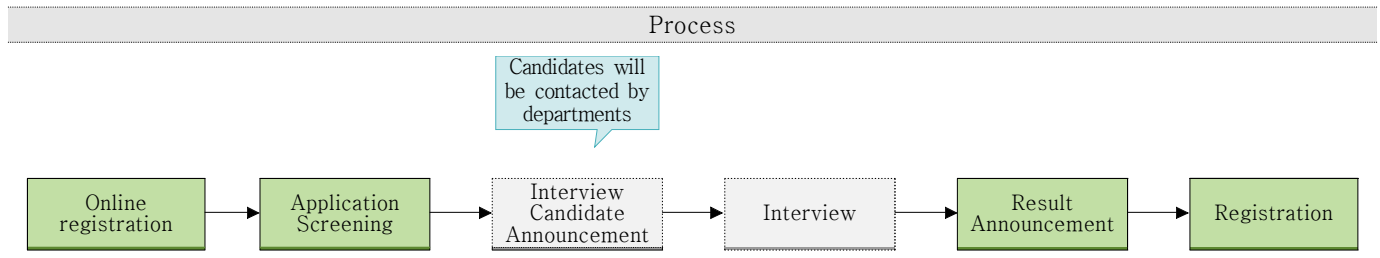 Process
Candidates will
be contacted by
departments
Online
registration
Application
Screening
Interview
Candidate
Announcement
Interview
Result
Announcement
Registration